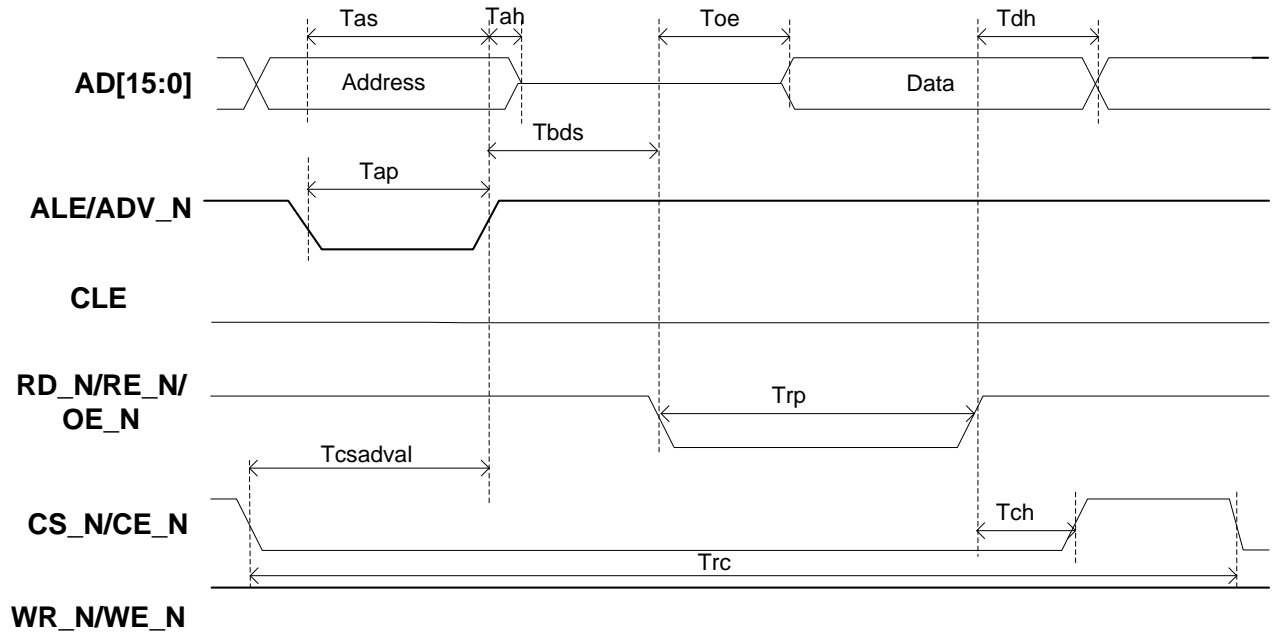 Tas
Tah
Toe
Tdh
AD[15:0]
Address
Data
Tbds
Tap
ALE/ADV_N
CLE
RD_N/RE_N/
OE_N
Trp
Tcsadval
CS_N/CE_N
Tch
Trc
WR_N/WE_N